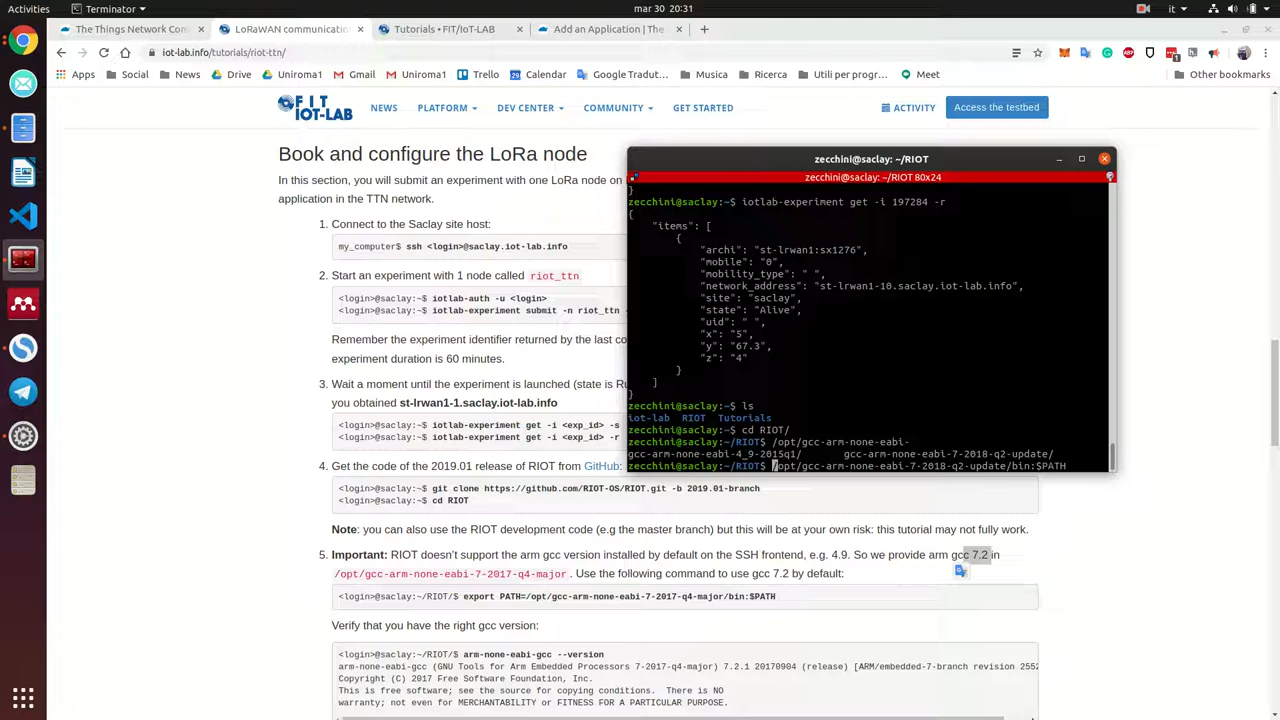 Activities
Terminator
mar 30 20:31
it
The Things Network Con
LoRaWAN communicatio
Tutorials • FIT/IoT-LAB
Add an Application | The
iot-lab.info/tutorials/riot-ttn/
Apps
Social
News
Drive
Uniroma1
Gmail
Uniroma1
Trello
Calendar
Google Tradut…
Musica
Ricerca
Utili per progr…
Meet
Other bookmarks
FIT IOT-LAB
NEWS
PLATFORM
DEV CENTER
COMMUNITY
GET STARTED
ACTIVITY
Access the testbed
Book and configure the LoRa node
In this section, you will submit an experiment with one LoRa node on
application in the TTN network.
1. Connect to the Saclay site host:
my_computer$ ssh <login>@saclay.iot-lab.info
2. Start an experiment with 1 node called riot_ttn
<login>@saclay:~$ iotlab-auth -u <login>
<login>@saclay:~$ iotlab-experiment submit -n riot_ttn -
Remember the experiment identifier returned by the last co
experiment duration is 60 minutes.
3. Wait a moment until the experiment is launched (state is Ru
you obtained st-lrwan1-1.saclay.iot-lab.info
<login>@saclay:~$ iotlab-experiment get -i <exp_id> -s
<login>@saclay:~$ iotlab-experiment get -i <exp_id> -r
4. Get the code of the 2019.01 release of RIOT from GitHub:
<login>@saclay:~$ git clone https://github.com/RIOT-OS/RIOT.git -b 2019.01-branch
<login>@saclay:~$ cd RIOT
Note: you can also use the RIOT development code (e.g the master branch) but this will be at your own risk: this tutorial may not fully work.
5. Important: RIOT doesn't support the arm gcc version installed by default on the SSH frontend, e.g. 4.9. So we provide arm gcc 7.2 in
/opt/gcc-arm-none-eabi-7-2017-q4-major. Use the following command to use gcc 7.2 by default:
<login>@saclay:~/RIOT/$ export PATH=/opt/gcc-arm-none-eabi-7-2017-q4-major/bin:$PATH
Verify that you have the right gcc version:
<login>@saclay:~/RIOT/$ arm-none-eabi-gcc --version
arm-none-eabi-gcc (GNU Tools for Arm Embedded Processors 7-2017-q4-major) 7.2.1 20170904 (release) [ARM/embedded-7-branch revision 2552
Copyright (C) 2017 Free Software Foundation, Inc.
This is free software; see the source for copying conditions. There is NO
warranty; not even for MERCHANTABILITY or FITNESS FOR A PARTICULAR PURPOSE.
zecchini@saclay: ~/RIOT
zecchini@saclay: ~/RIOT 80x24
}
zecchini@saclay:~$ iotlab-experiment get -i 197284 -r
{
"items": [
{
"archi": "st-lrwan1:sx1276",
"mobile": "0",
"mobility_type": " ",
"network_address": "st-lrwan1-10.saclay.iot-lab.info",
"site": "saclay",
"state": "Alive",
"uid": " ",
"x": "5",
"y": "67.3",
"z": "4"
}
]
}
zecchini@saclay:~$ ls
iot-lab RIOT Tutorials
zecchini@saclay:~$ cd RIOT/
zecchini@saclay:~/RIOT$ /opt/gcc-arm-none-eabi-
gcc-arm-none-eabi-4_9-2015q1/ gcc-arm-none-eabi-7-2018-q2-update/
zecchini@saclay:~/RIOT$ /opt/gcc-arm-none-eabi-7-2018-q2-update/bin:$PATH